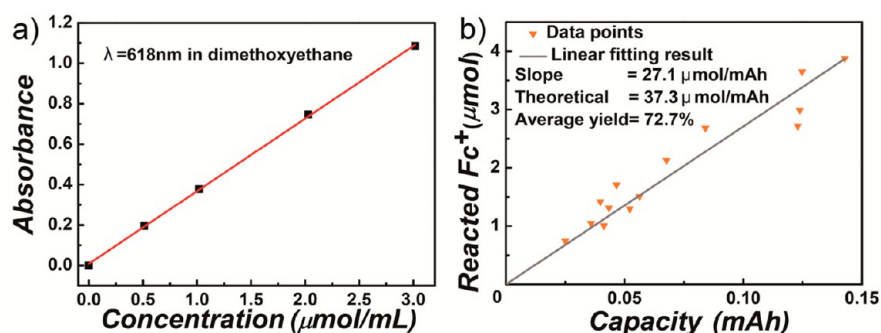 a)
λ =618nm in dimethoxyethane
Absorbance
1.2
1.0
0.8
0.6
0.4
0.2
0.0
0.0 0.5 1.0 1.5 2.0 2.5 3.0
Concentration (μmol/mL)
b)
Data points
Linear fitting result
Slope = 27.1 μmol/mAh
Theoretical = 37.3 μmol/mAh
Average yield= 72.7%
Reacted Fc⁺(μmol)
4
3
2
1
0 0.05 0.10 0.15
Capacity (mAh)